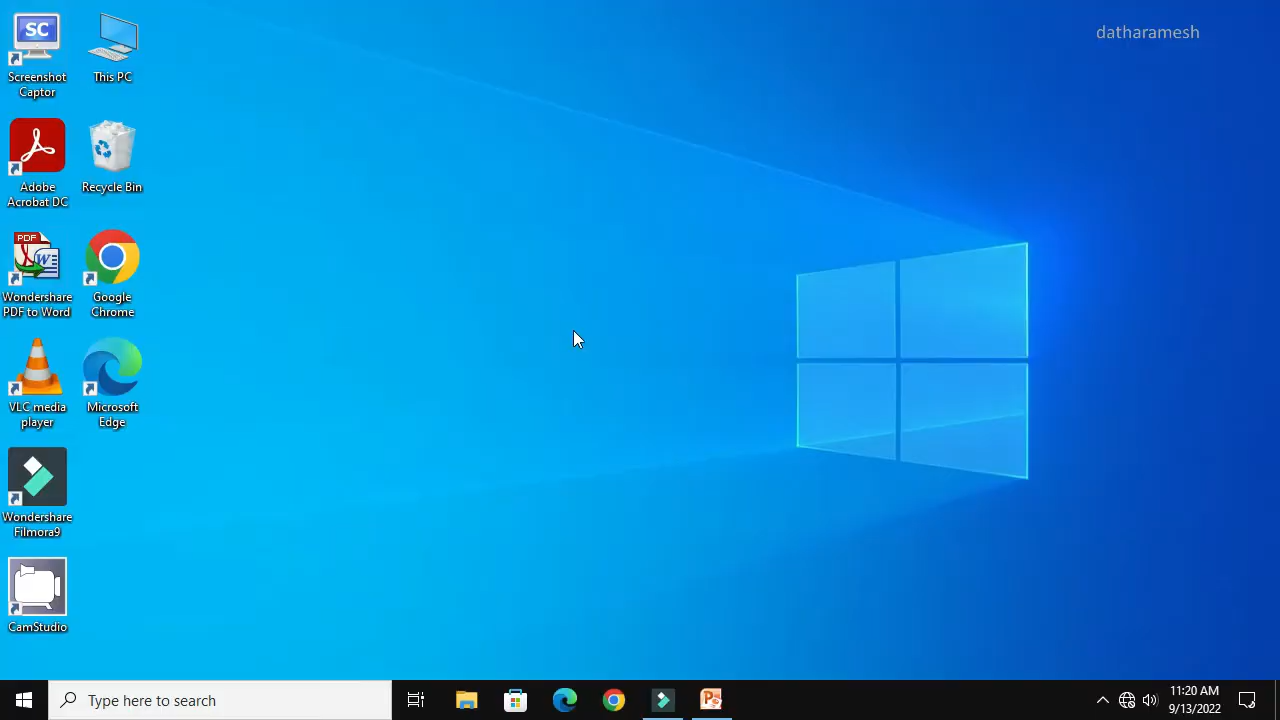 datharamesh
SC
Screenshot
Captor
This PC
Adobe
Acrobat DC
Recycle Bin
PDF
W
Wondershare
PDF to Word
Google
Chrome
VLC media
player
Microsoft
Edge
Wondershare
Filmora9
CamStudio
Type here to search
P
11:20 AM
9/13/2022